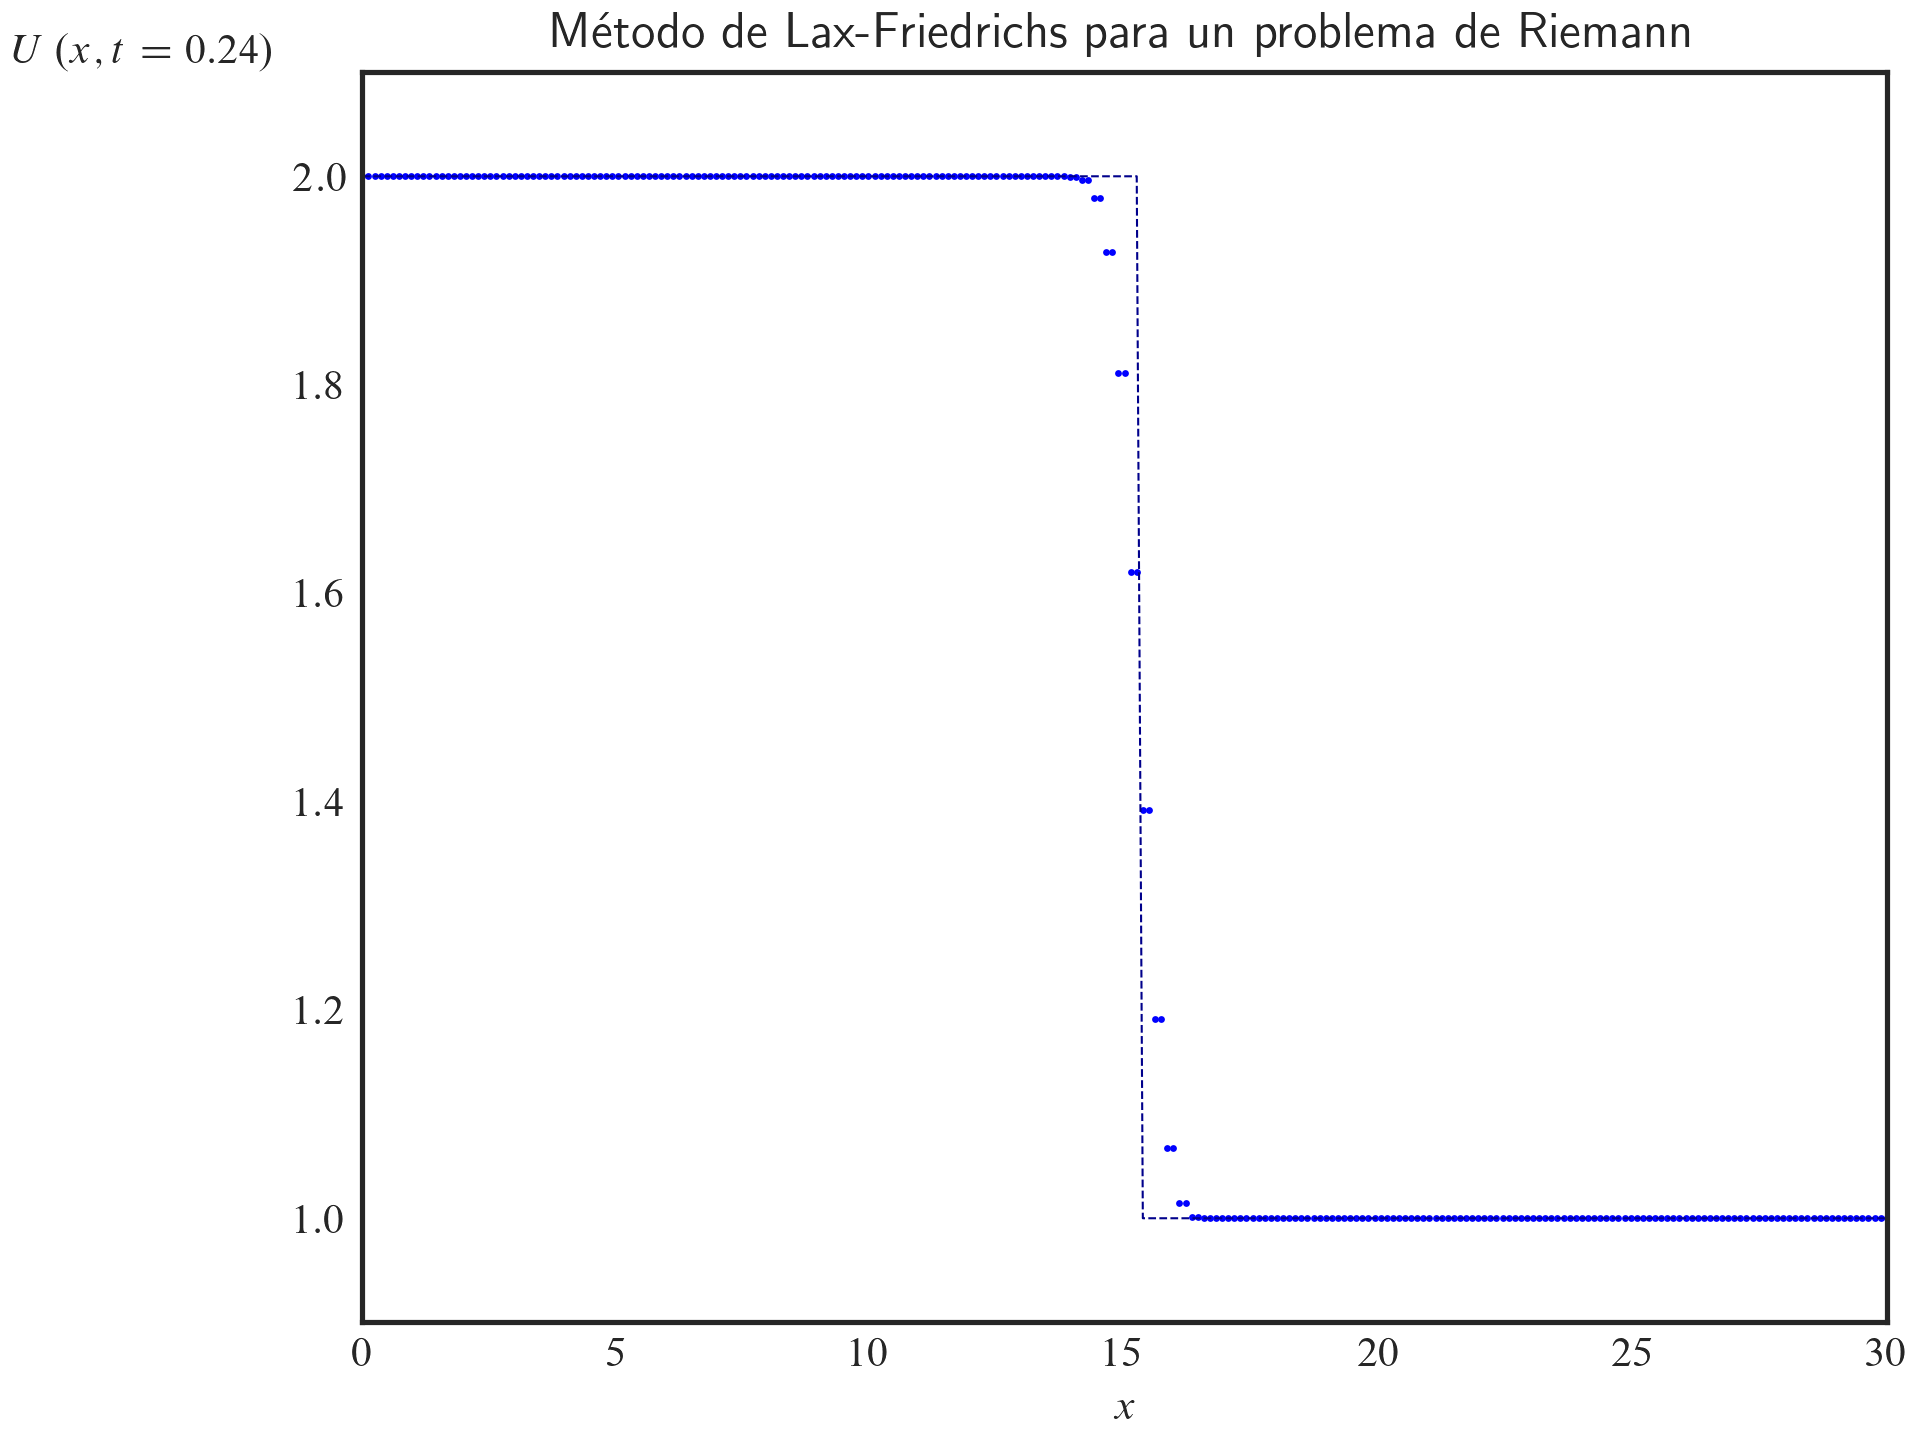 Método de Lax-Friedrichs para un problema de Riemann
U (x, t = 0.24)
2.0
1.8
1.6
1.4
1.2
1.0
0 5 10 15 20 25 30
x